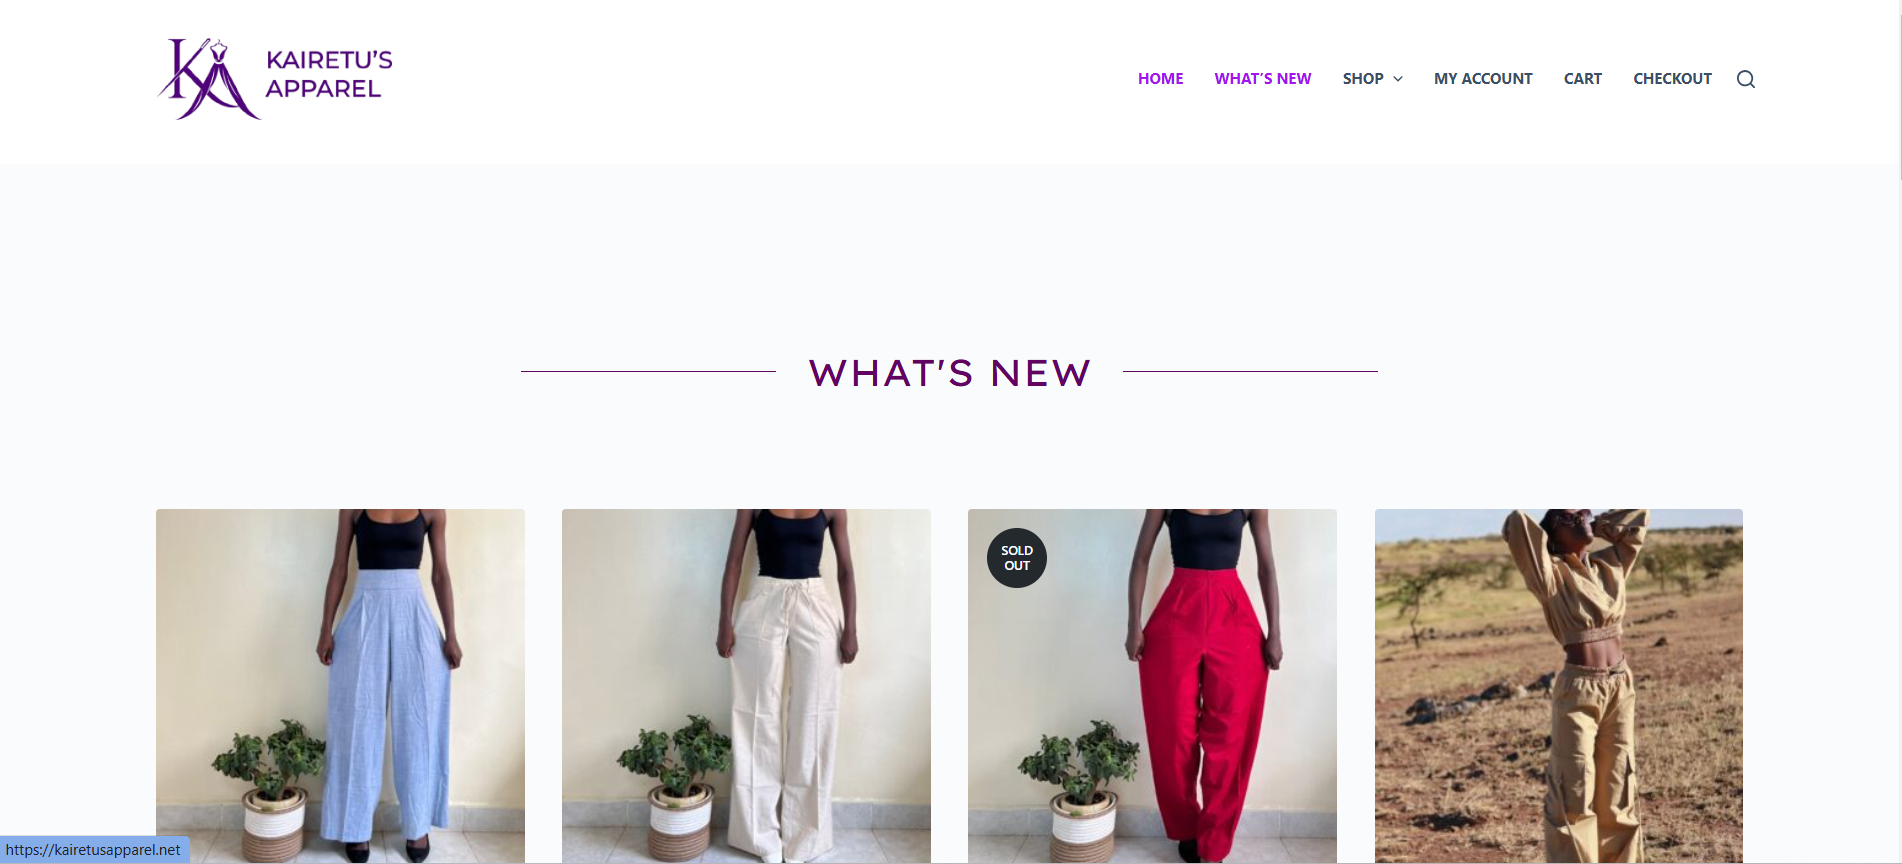 KAIRETU'S
APPAREL
HOME WHAT'S NEW SHOP MY ACCOUNT CART CHECKOUT
WHAT'S NEW
SOLD
OUT
https://kairetusapparel.net